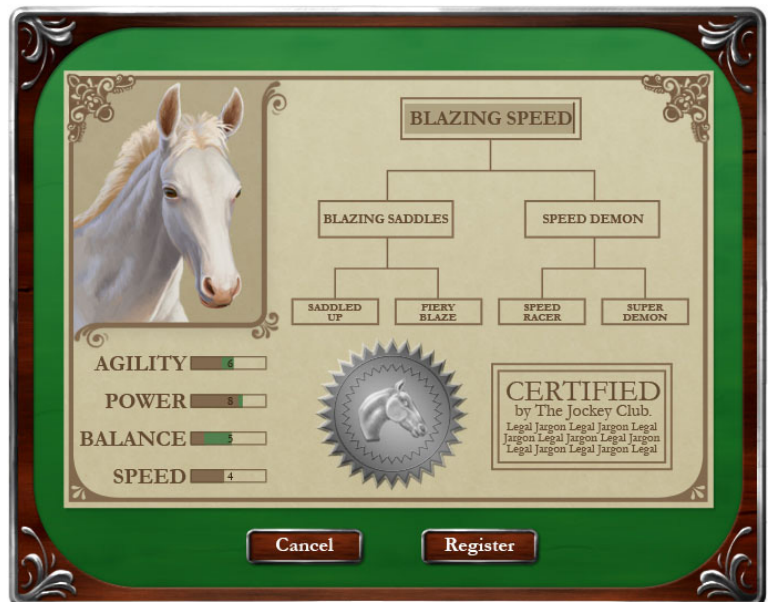 BLAZING SPEED
BLAZING SADDLES
SPEED DEMON
SADDLED
UP
FIERY
BLAZE
SPEED
RACER
SUPER
DEMON
AGILITY 6
POWER 8
BALANCE 5
SPEED 4
CERTIFIED
by The Jockey Club.
Legal Jargon Legal Jargon Legal
Jargon Legal Jargon Legal Jargon
Legal Jargon Legal Jargon Legal
Cancel
Register